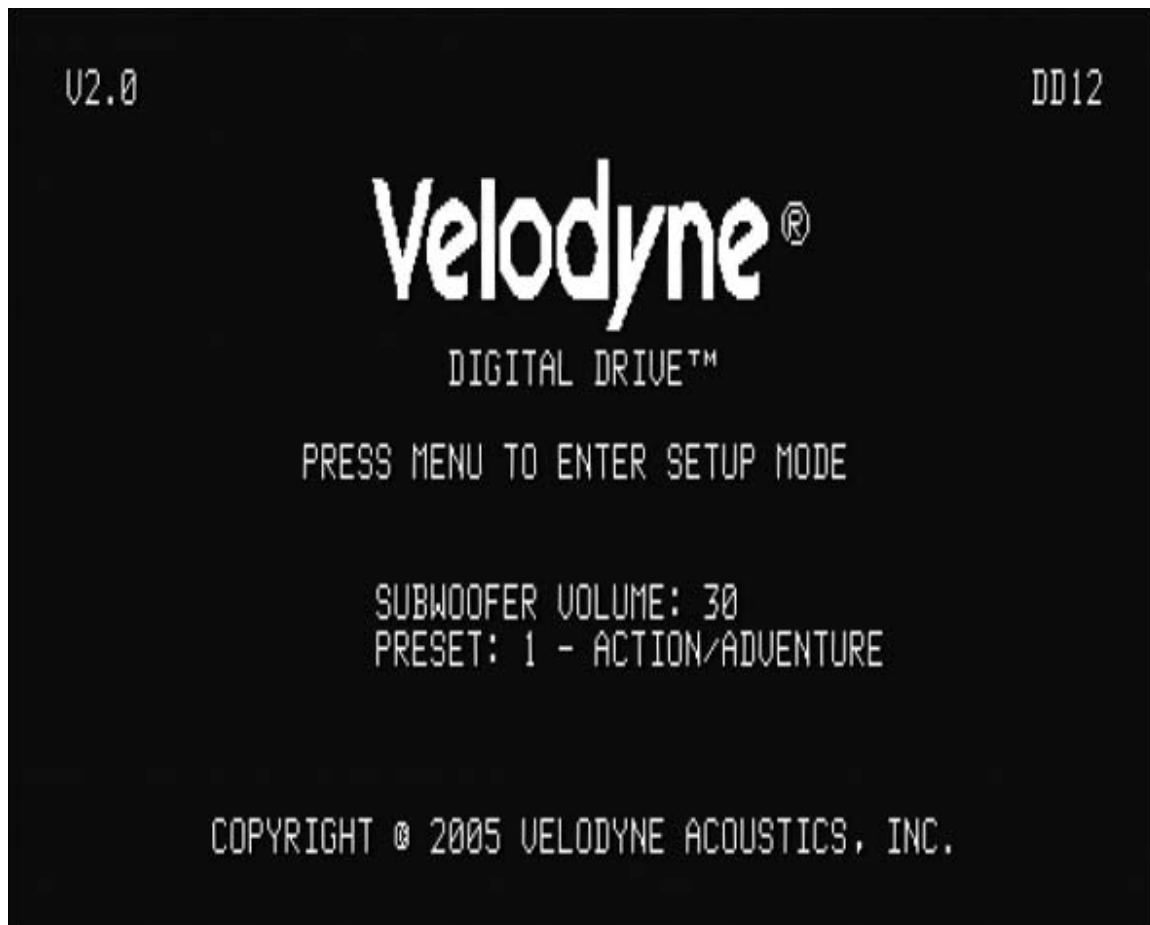 V2.0 DD12
Velodyne®
DIGITAL DRIVE™
PRESS MENU TO ENTER SETUP MODE
SUBWOOFER VOLUME: 30
PRESET: 1 - ACTION/ADVENTURE
COPYRIGHT © 2005 VELODYNE ACOUSTICS, INC.